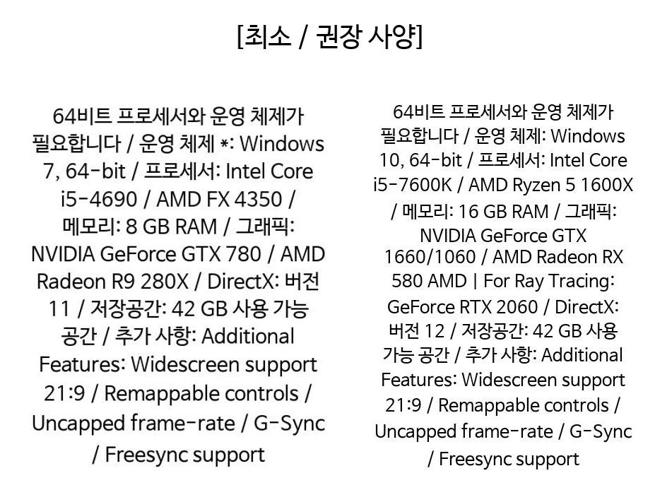 [최소 / 권장 사양]
64비트 프로세서와 운영 체제가
필요합니다 / 운영 체제 *: Windows
7, 64-bit / 프로세서: Intel Core
i5-4690 / AMD FX 4350 /
메모리: 8 GB RAM / 그래픽:
NVIDIA GeForce GTX 780 / AMD
Radeon R9 280X / DirectX: 버전
11 / 저장공간: 42 GB 사용 가능
공간 / 추가 사항: Additional
Features: Widescreen support
21:9 / Remappable controls /
Uncapped frame-rate / G-Sync
/ Freesync support
64비트 프로세서와 운영 체제가
필요합니다 / 운영 체제: Windows
10, 64-bit / 프로세서: Intel Core
i5-7600K / AMD Ryzen 5 1600X
/ 메모리: 16 GB RAM / 그래픽:
NVIDIA GeForce GTX
1660/1060 / AMD Radeon RX
580 AMD | For Ray Tracing:
GeForce RTX 2060 / DirectX:
버전 12 / 저장공간: 42 GB 사용
가능 공간 / 추가 사항: Additional
Features: Widescreen support
21:9 / Remappable controls /
Uncapped frame-rate / G-Sync
/ Freesync support